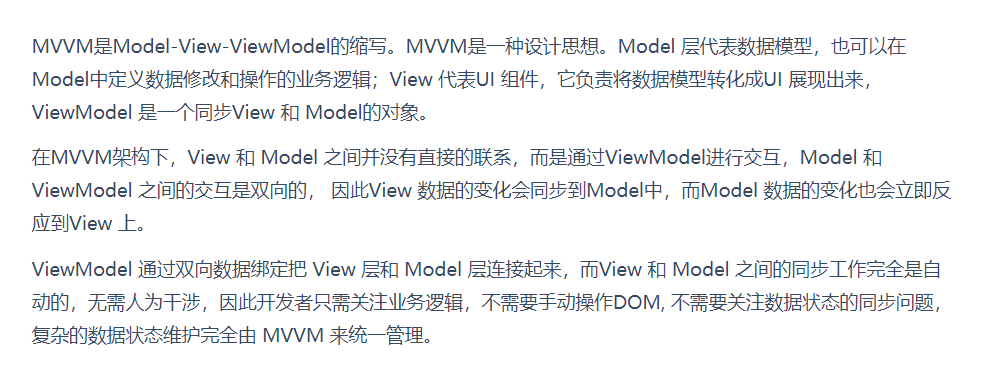 MVVM是Model-View-ViewModel的缩写。MVVM是一种设计思想。Model 层代表数据模型，也可以在
Model中定义数据修改和操作的业务逻辑；View 代表UI 组件，它负责将数据模型转化成UI 展现出来，
ViewModel 是一个同步View 和 Model的对象。
在MVVM架构下，View 和 Model 之间并没有直接的联系，而是通过ViewModel进行交互，Model 和
ViewModel 之间的交互是双向的， 因此View 数据的变化会同步到Model中，而Model 数据的变化也会立即反
应到View 上。
ViewModel 通过双向数据绑定把 View 层和 Model 层连接起来，而View 和 Model 之间的同步工作完全是自
动的，无需人为干涉，因此开发者只需关注业务逻辑，不需要手动操作DOM, 不需要关注数据状态的同步问题，
复杂的数据状态维护完全由 MVVM 来统一管理。